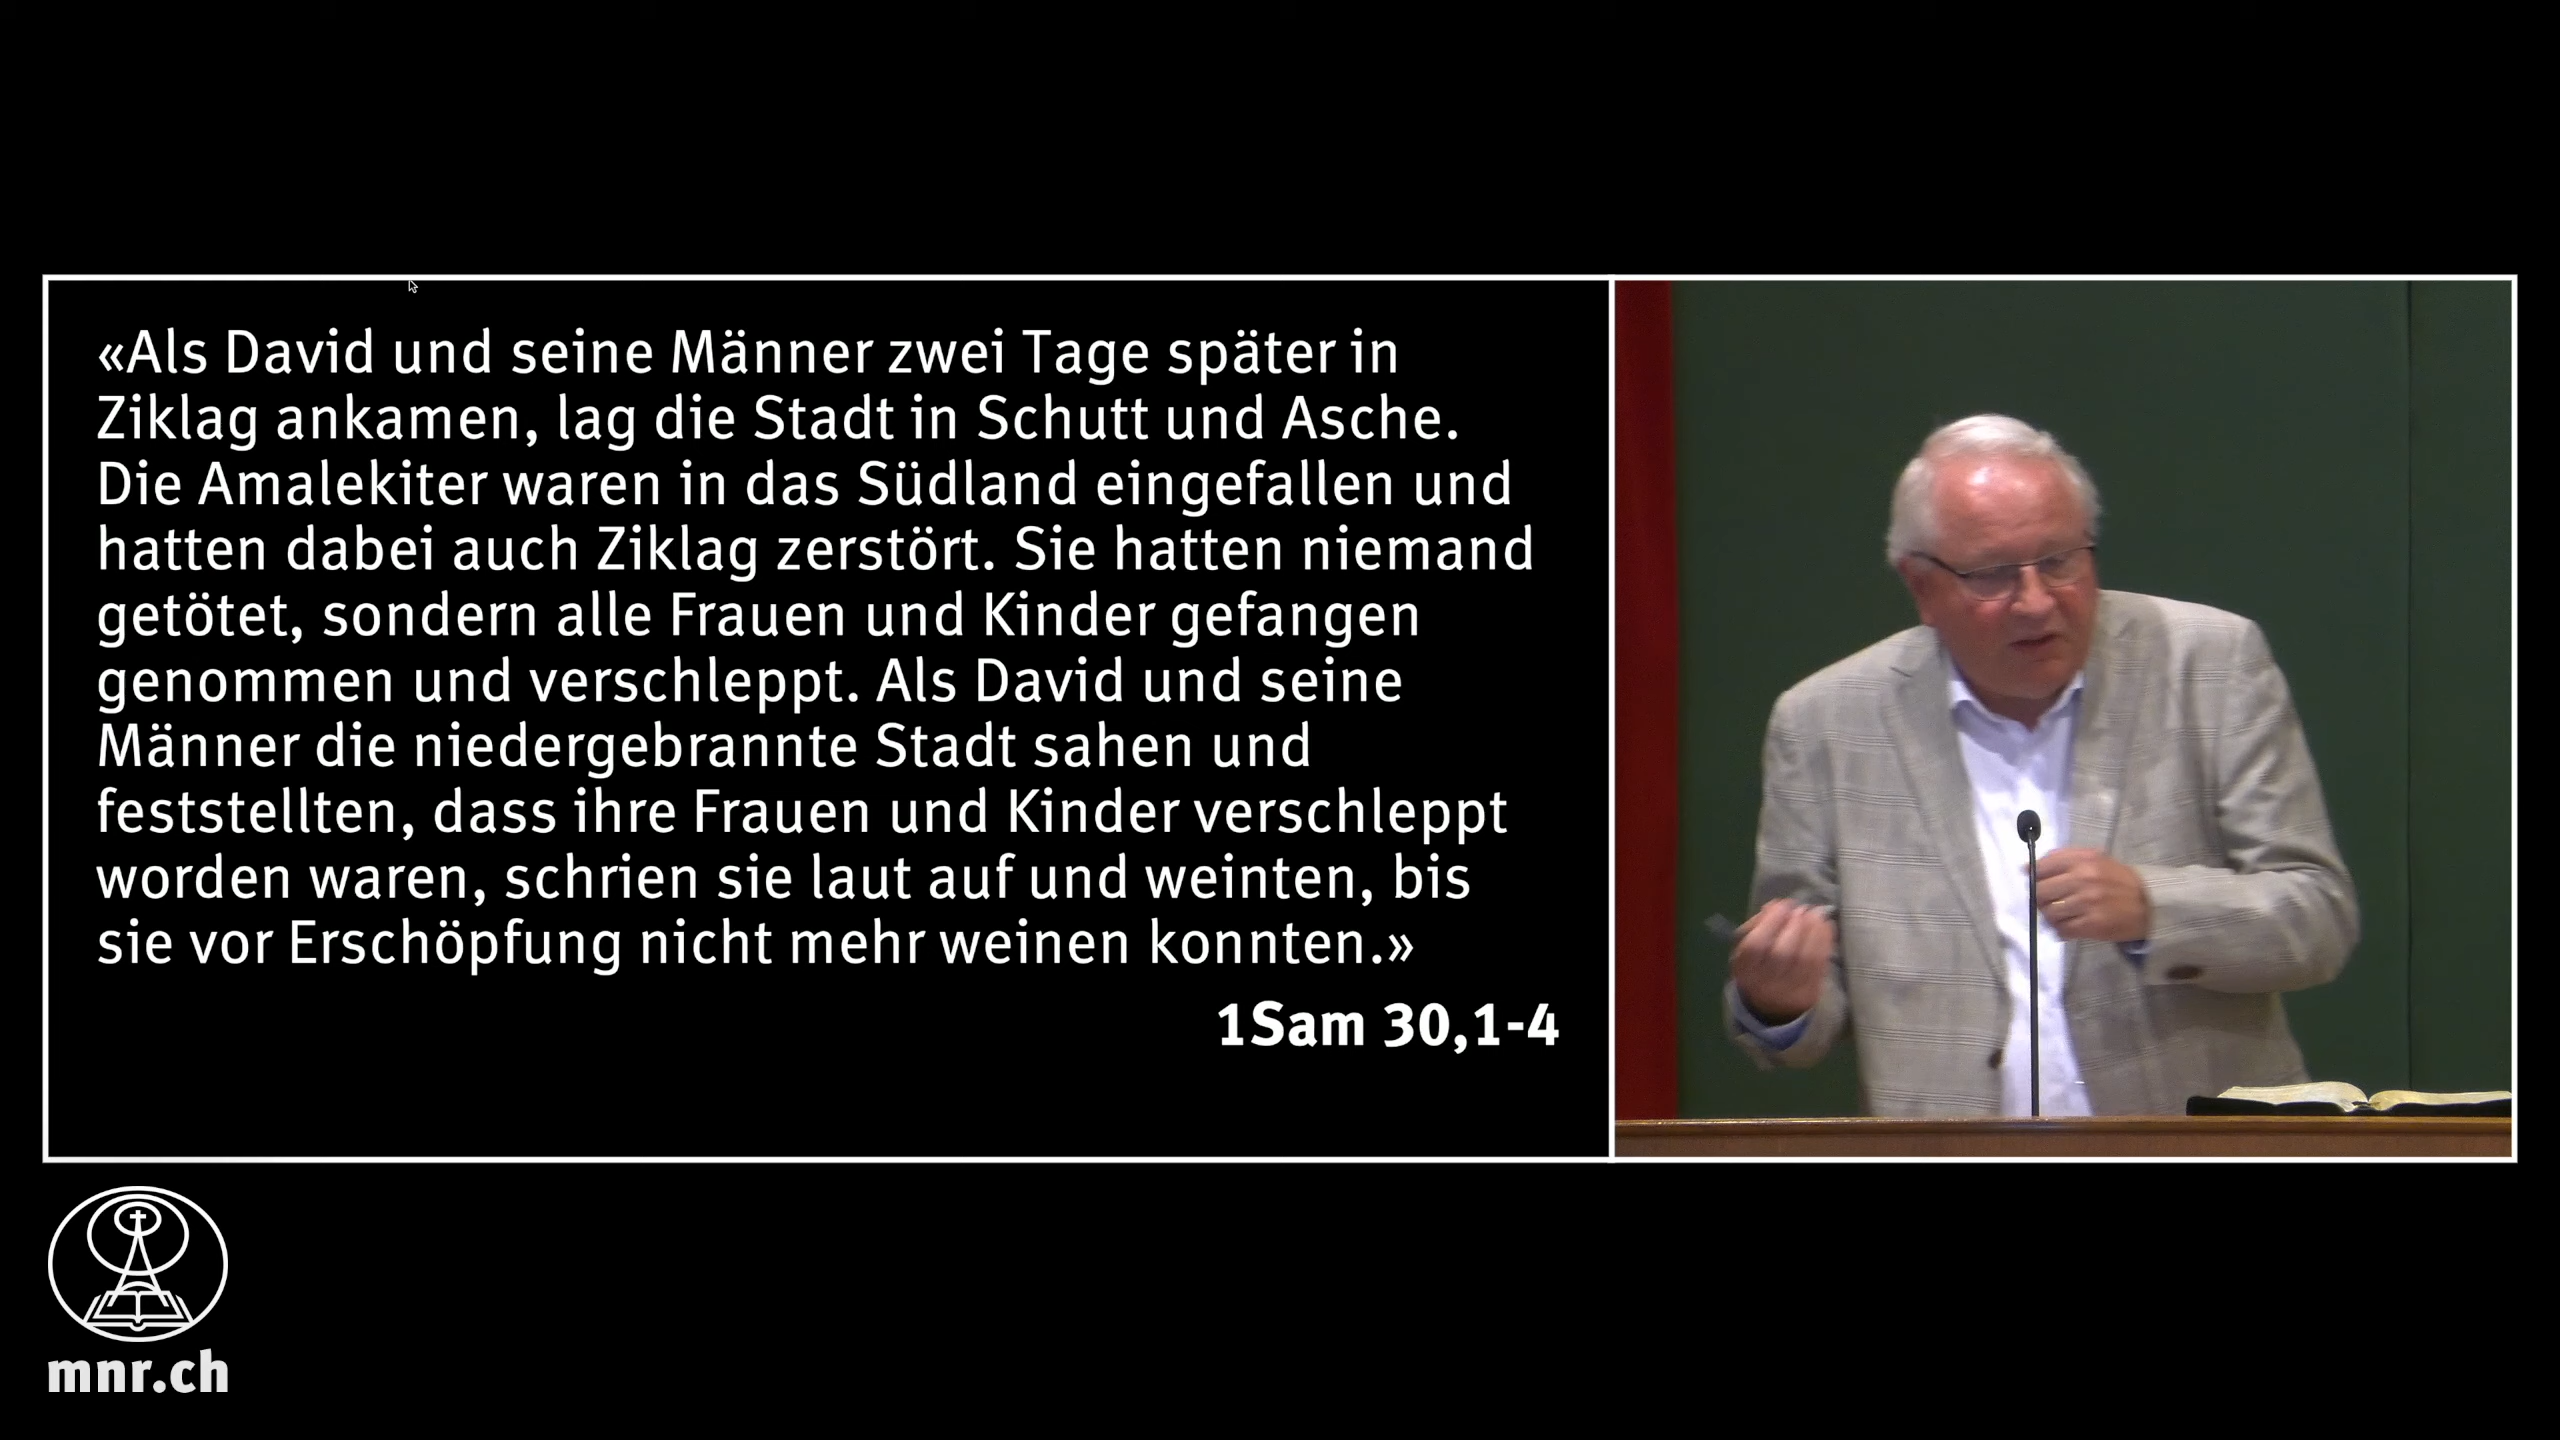 «Als David und seine Männer zwei Tage später in
Ziklag ankamen, lag die Stadt in Schutt und Asche.
Die Amalekiter waren in das Südland eingefallen und
hatten dabei auch Ziklag zerstört. Sie hatten niemand
getötet, sondern alle Frauen und Kinder gefangen
genommen und verschleppt. Als David und seine
Männer die niedergebrannte Stadt sahen und
feststellten, dass ihre Frauen und Kinder verschleppt
worden waren, schrien sie laut auf und weinten, bis
sie vor Erschöpfung nicht mehr weinen konnten.»
1Sam 30,1-4
mnr.ch